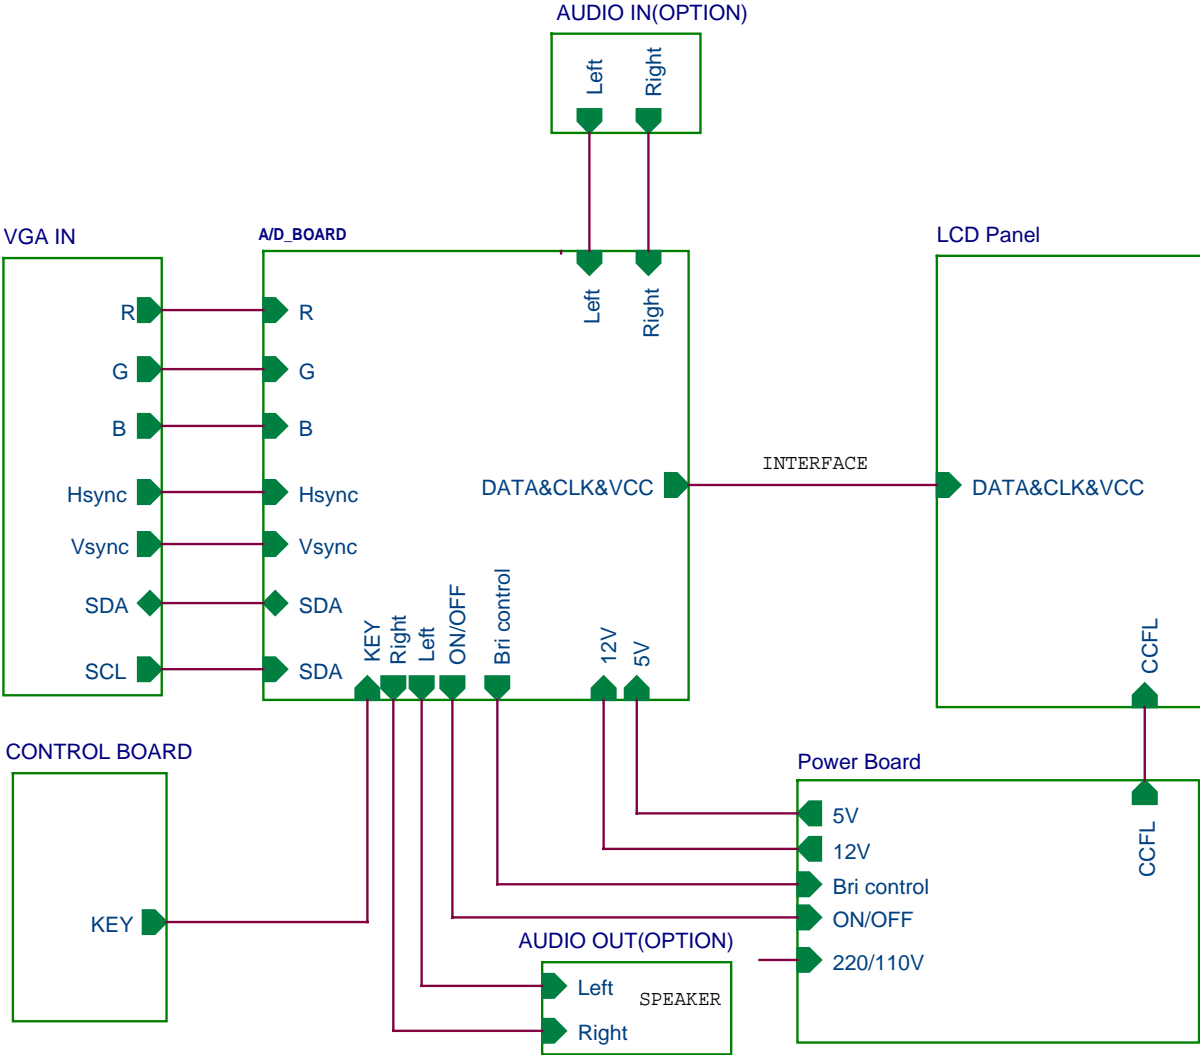 AUDIO IN(OPTION)
Left
Right
VGA IN
R
G
B
Hsync
Vsync
SDA
SCL
A/D_BOARD
Left
Right
R
G
B
Hsync
Vsync
SDA
SDA
DATA&CLK&VCC
KEY
Right
Left
ON/OFF
Bri control
12V
5V
INTERFACE
LCD Panel
DATA&CLK&VCC
CCFL
CONTROL BOARD
KEY
Power Board
5V
12V
Bri control
ON/OFF
220/110V
CCFL
AUDIO OUT(OPTION)
Left
SPEAKER
Right